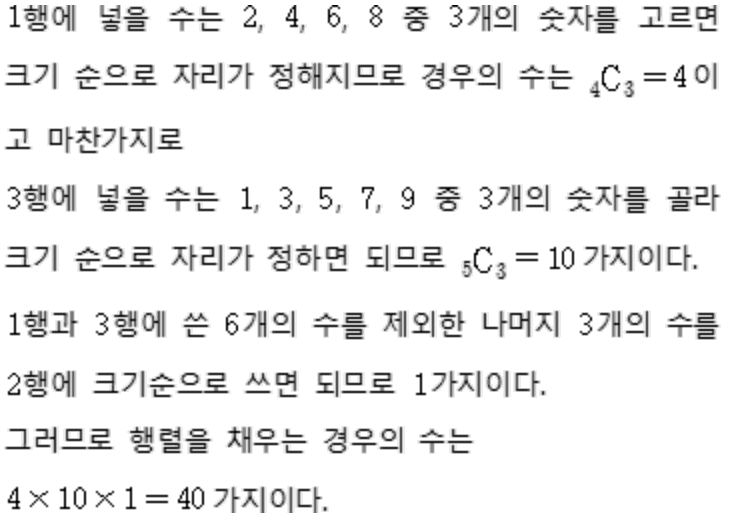 1행에 넣을 수는 2, 4, 6, 8 중 3개의 숫자를 고르면
크기 순으로 자리가 정해지므로 경우의 수는 ₄C₃ = 4 이
고 마찬가지로
3행에 넣을 수는 1, 3, 5, 7, 9 중 3개의 숫자를 골라
크기 순으로 자리가 정하면 되므로 ₅C₃ = 10 가지이다.
1행과 3행에 쓴 6개의 수를 제외한 나머지 3개의 수를
2행에 크기순으로 쓰면 되므로 1가지이다.
그러므로 행렬을 채우는 경우의 수는
4 × 10 × 1 = 40 가지이다.